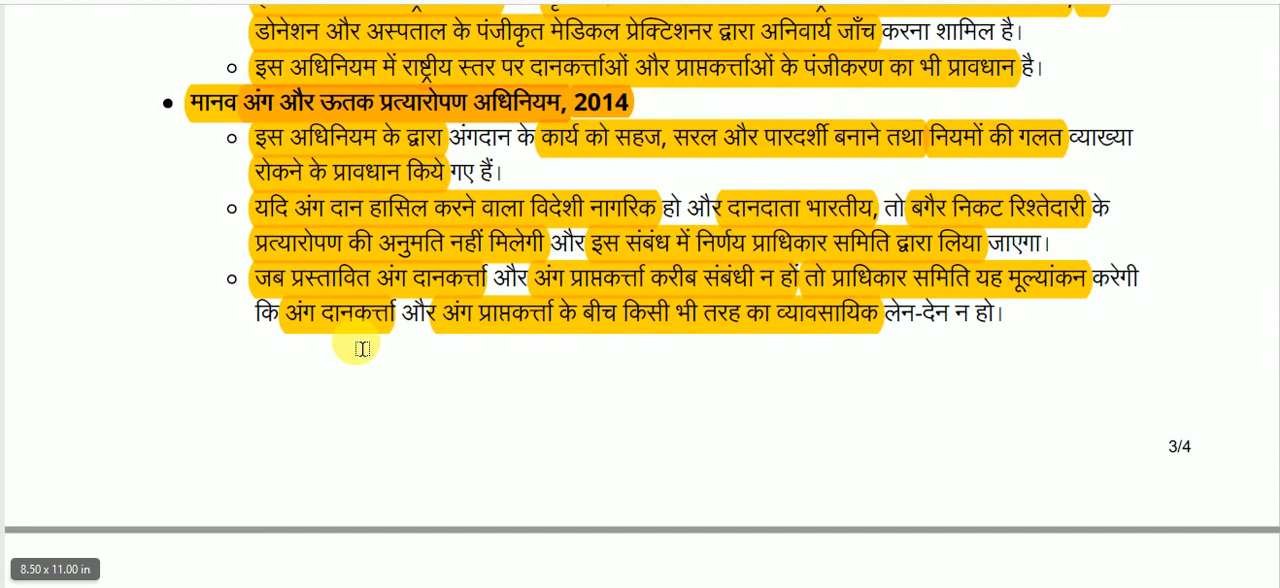 डोनेशन और अस्पताल के पंजीकृत मेडिकल प्रेक्टिशनर द्वारा अनिवार्य जाँच करना शामिल है।
इस अधिनियम में राष्ट्रीय स्तर पर दानकर्त्ताओं और प्राप्तकर्त्ताओं के पंजीकरण का भी प्रावधान है।
मानव अंग और ऊतक प्रत्यारोपण अधिनियम, 2014
इस अधिनियम के द्वारा अंगदान के कार्य को सहज, सरल और पारदर्शी बनाने तथा नियमों की गलत व्याख्या
रोकने के प्रावधान किये गए हैं।
यदि अंग दान हासिल करने वाला विदेशी नागरिक हो और दानदाता भारतीय, तो बगैर निकट रिश्तेदारी के
प्रत्यारोपण की अनुमति नहीं मिलेगी और इस संबंध में निर्णय प्राधिकार समिति द्वारा लिया जाएगा।
जब प्रस्तावित अंग दानकर्त्ता और अंग प्राप्तकर्त्ता करीब संबंधी न हों तो प्राधिकार समिति यह मूल्यांकन करेगी
कि अंग दानकर्त्ता और अंग प्राप्तकर्त्ता के बीच किसी भी तरह का व्यावसायिक लेन-देन न हो।
3/4
8.50 x 11.00 in